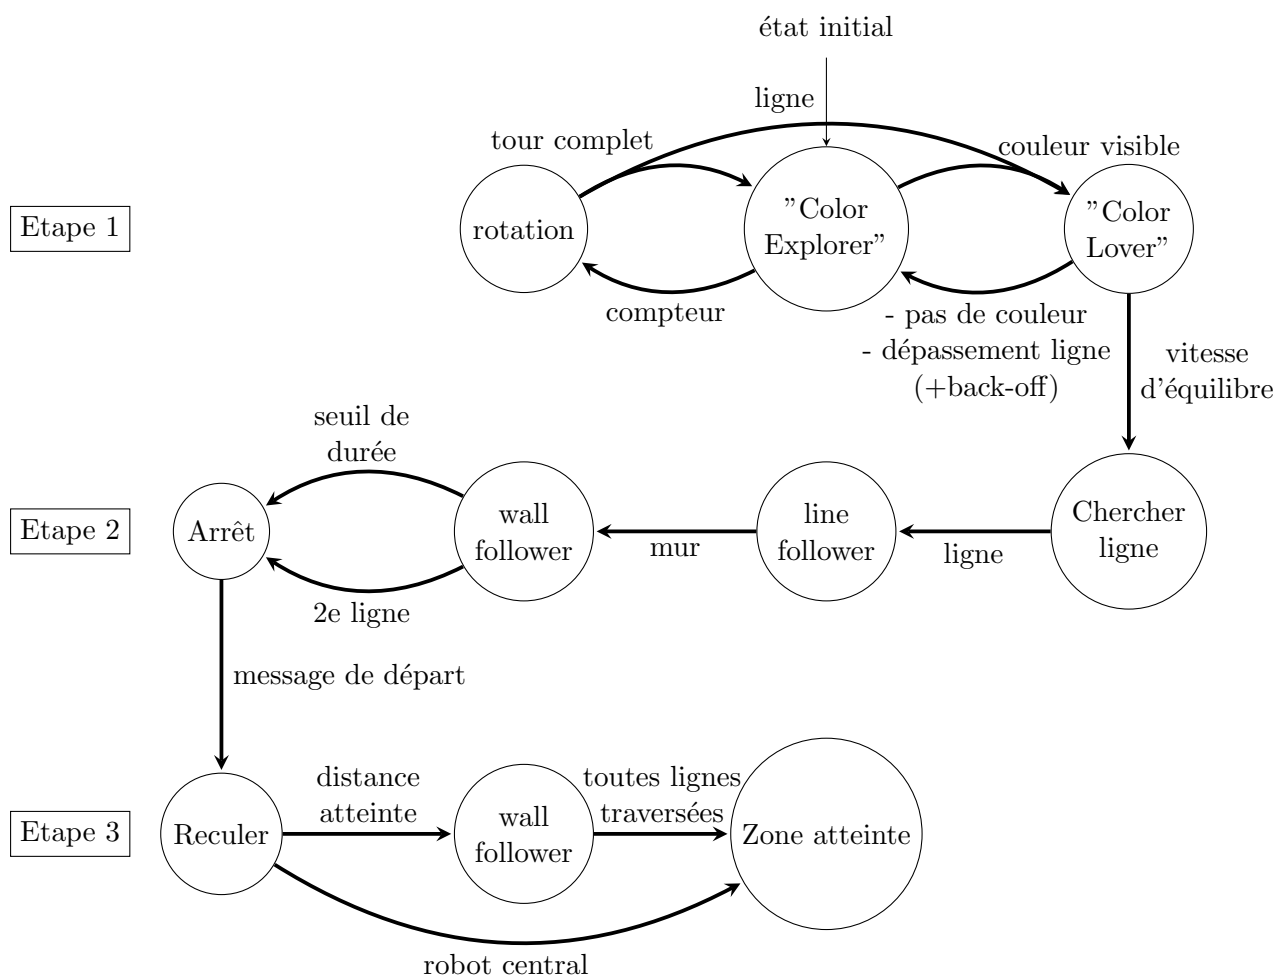 état initial
ligne
tour complet
couleur visible
Etape 1
rotation
"Color
Explorer"
"Color
Lover"
compteur
- pas de couleur
- dépassement ligne
(+back-off)
vitesse
d'équilibre
seuil de
durée
Etape 2
Arrêt
wall
follower
line
follower
Chercher
ligne
mur
ligne
2e ligne
message de départ
distance
atteinte
toutes lignes
traversées
Etape 3
Reculer
wall
follower
Zone atteinte
robot central